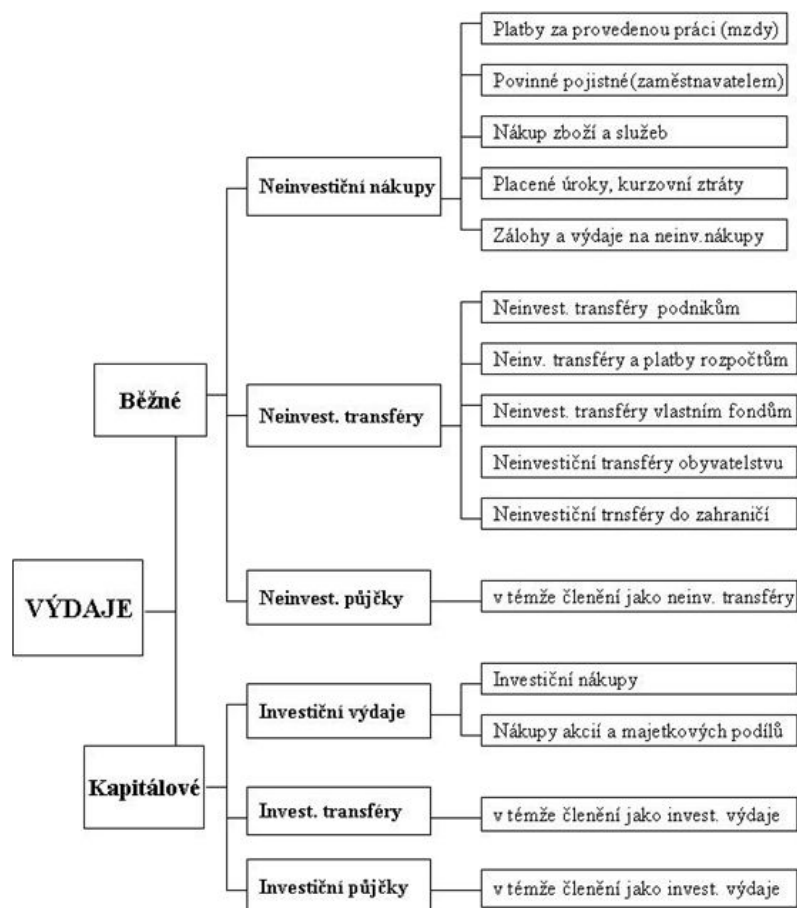 Platby za provedenou práci (mzdy)
Povinné pojistné(zaměstnavatelem)
Nákup zboží a služeb
Neinvestiční nákupy
Placené úroky, kurzovní ztráty
Zálohy a výdaje na neinv.nákupy
Neinvest. transféry podnikům
Neinv. transféry a platby rozpočtům
Běžné
Neinvest. transféry
Neinvest. transféry vlastním fondům
Neinvestiční transféry obyvatelstvu
Neinvestiční trnsféry do zahraničí
VÝDAJE
Neinvest. půjčky
v témže členění jako neinv. transféry
Investiční nákupy
Investiční výdaje
Nákupy akcií a majetkových podílů
Kapitálové
Invest. transféry
v témže členění jako invest. výdaje
Investiční půjčky
v témže členění jako invest. výdaje